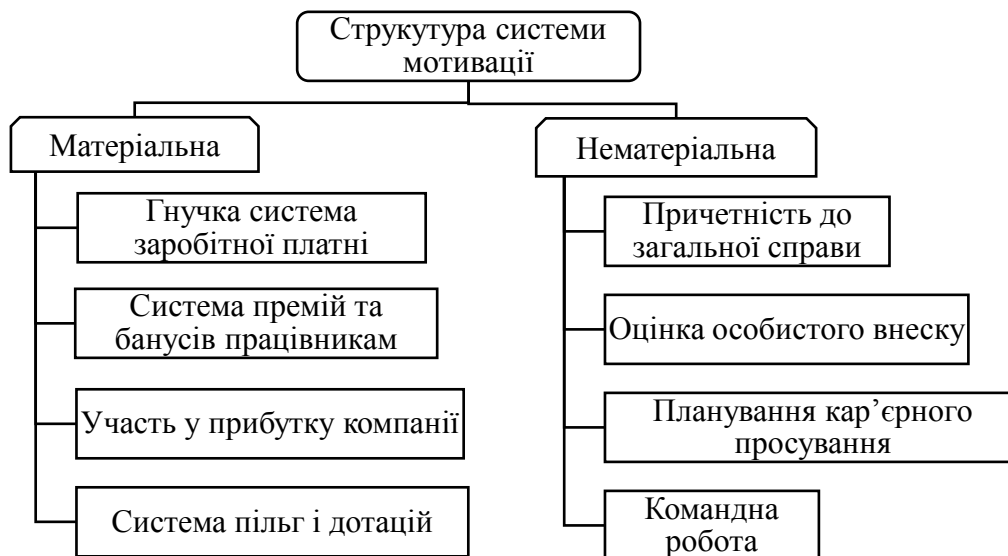 Струкутура системи
мотивації
Матеріальна
Гнучка система
заробітної платні
Система премій та
банусів працівникам
Участь у прибутку компанії
Система пільг і дотацій
Нематеріальна
Причетність до
загальної справи
Оцінка особистого внеску
Планування кар’єрного
просування
Командна
робота